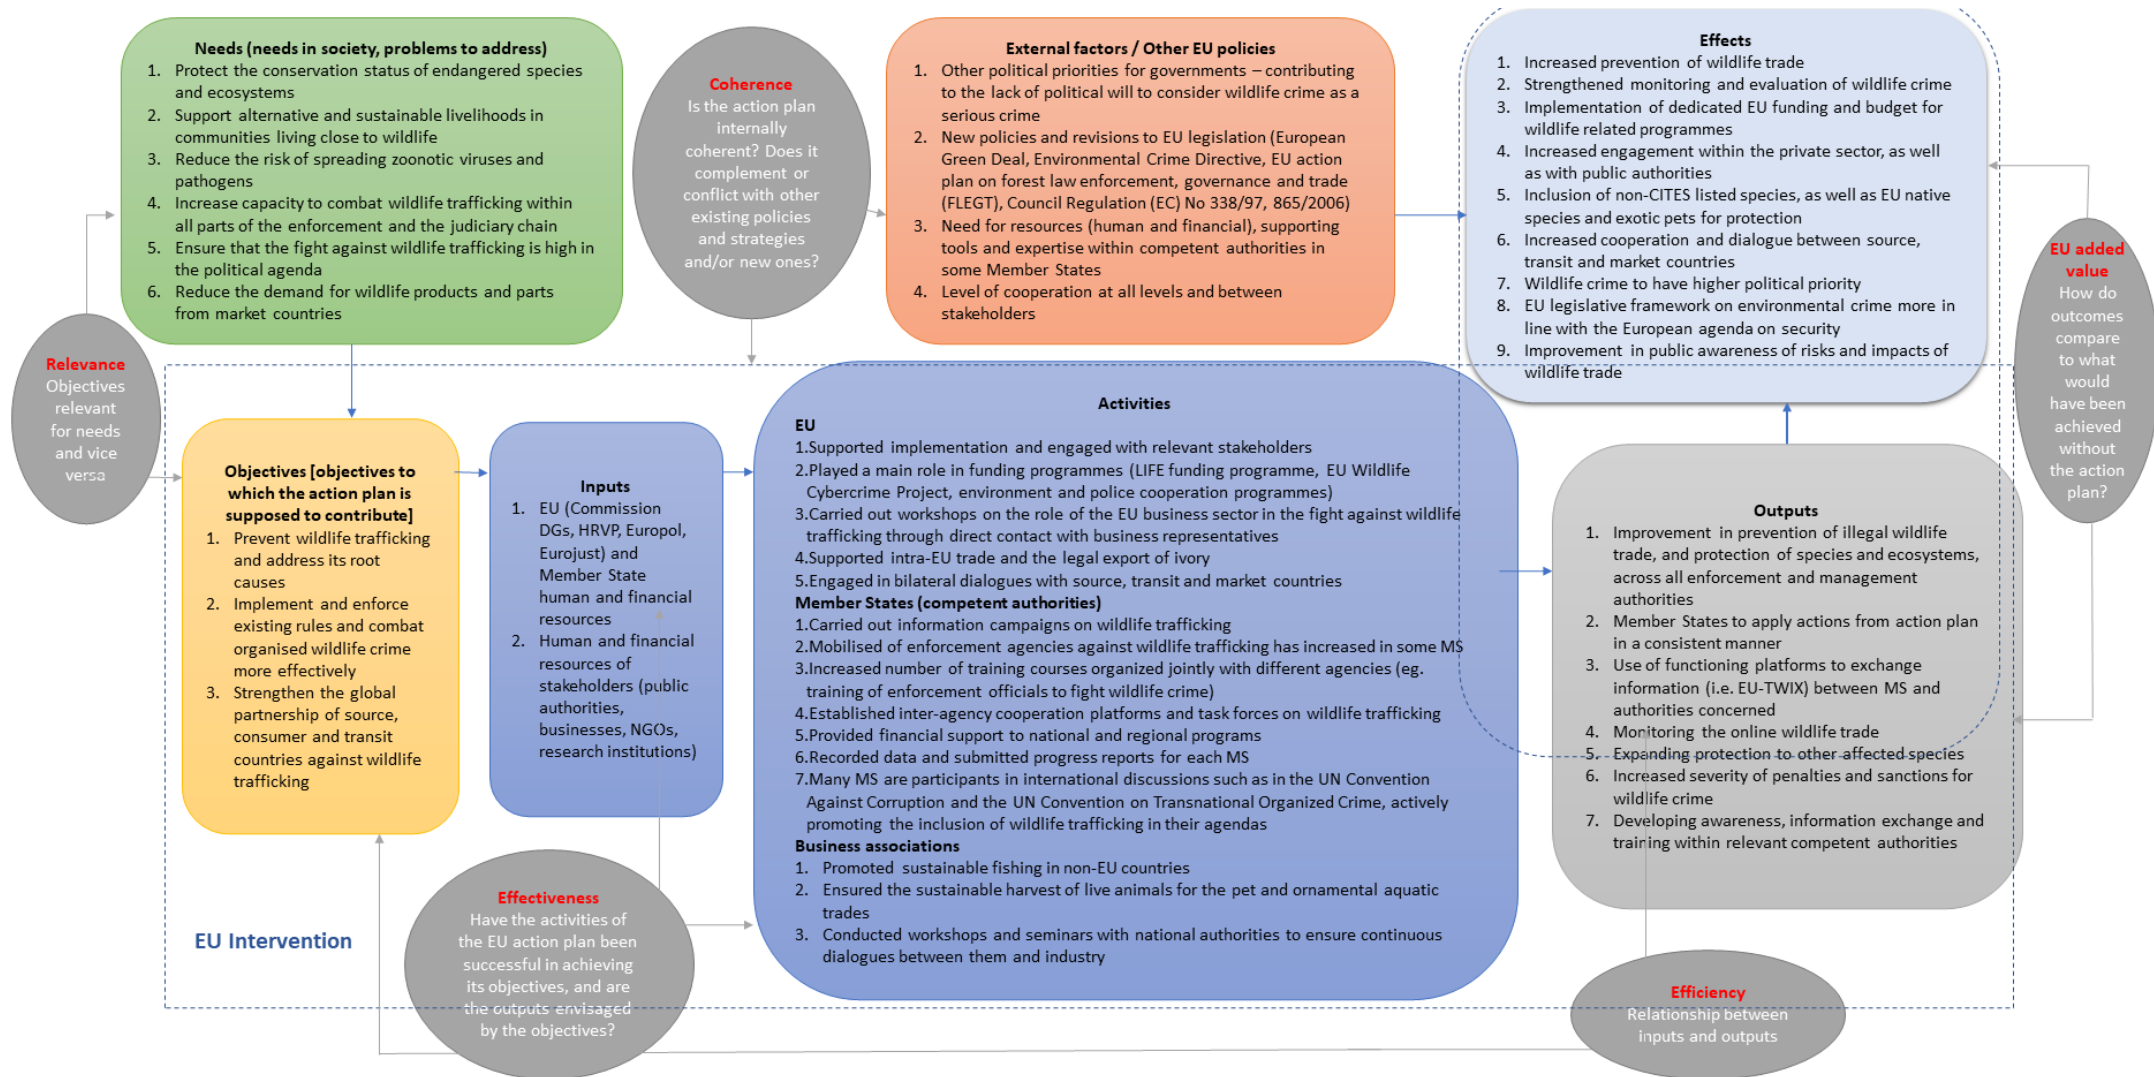 Needs (needs in society, problems to address)
1. Protect the conservation status of endangered species
and ecosystems
2. Support alternative and sustainable livelihoods in
communities living close to wildlife
3. Reduce the risk of spreading zoonotic viruses and
pathogens
4. Increase capacity to combat wildlife trafficking within
all parts of the enforcement and the judiciary chain
5. Ensure that the fight against wildlife trafficking is high in
the political agenda
6. Reduce the demand for wildlife products and parts
from market countries
Coherence
Is the action plan
internally
coherent? Does it
complement or
conflict with other
existing policies
and strategies
and/or new ones?
External factors / Other EU policies
1. Other political priorities for governments – contributing
to the lack of political will to consider wildlife crime as a
serious crime
2. New policies and revisions to EU legislation (European
Green Deal, Environmental Crime Directive, EU action
plan on forest law enforcement, governance and trade
(FLEGT), Council Regulation (EC) No 338/97, 865/2006)
3. Need for resources (human and financial), supporting
tools and expertise within competent authorities in
some Member States
4. Level of cooperation at all levels and between
stakeholders
Effects
1. Increased prevention of wildlife trade
2. Strengthened monitoring and evaluation of wildlife crime
3. Implementation of dedicated EU funding and budget for
wildlife related programmes
4. Increased engagement within the private sector, as well
as with public authorities
5. Inclusion of non-CITES listed species, as well as EU native
species and exotic pets for protection
6. Increased cooperation and dialogue between source,
transit and market countries
7. Wildlife crime to have higher political priority
8. EU legislative framework on environmental crime more in
line with the European agenda on security
9. Improvement in public awareness of risks and impacts of
wildlife trade
EU added
value
How do
outcomes
compare
to what
would
have been
achieved
without
the action
plan?
Relevance
Objectives
relevant
for needs
and vice
versa
Objectives [objectives to
which the action plan is
supposed to contribute]
1. Prevent wildlife trafficking
and address its root
causes
2. Implement and enforce
existing rules and combat
organised wildlife crime
more effectively
3. Strengthen the global
partnership of source,
consumer and transit
countries against wildlife
trafficking
Inputs
1. EU (Commission
DGs, HRVP, Europol,
Eurojust) and
Member State
human and financial
resources
2. Human and financial
resources of
stakeholders (public
authorities,
businesses, NGOs,
research institutions)
Activities
EU
1.Supported implementation and engaged with relevant stakeholders
2.Played a main role in funding programmes (LIFE funding programme, EU Wildlife
Cybercrime Project, environment and police cooperation programmes)
3.Carried out workshops on the role of the EU business sector in the fight against wildlife
trafficking through direct contact with business representatives
4.Supported intra-EU trade and the legal export of ivory
5.Engaged in bilateral dialogues with source, transit and market countries
Member States (competent authorities)
1.Carried out information campaigns on wildlife trafficking
2.Mobilised of enforcement agencies against wildlife trafficking has increased in some MS
3.Increased number of training courses organized jointly with different agencies (eg.
training of enforcement officials to fight wildlife crime)
4.Established inter-agency cooperation platforms and task forces on wildlife trafficking
5.Provided financial support to national and regional programs
6.Recorded data and submitted progress reports for each MS
7.Many MS are participants in international discussions such as in the UN Convention
Against Corruption and the UN Convention on Transnational Organized Crime, actively
promoting the inclusion of wildlife trafficking in their agendas
Business associations
1. Promoted sustainable fishing in non-EU countries
2. Ensured the sustainable harvest of live animals for the pet and ornamental aquatic
trades
3. Conducted workshops and seminars with national authorities to ensure continuous
dialogues between them and industry
Outputs
1. Improvement in prevention of illegal wildlife
trade, and protection of species and ecosystems,
across all enforcement and management
authorities
2. Member States to apply actions from action plan
in a consistent manner
3. Use of functioning platforms to exchange
information (i.e. EU-TWIX) between MS and
authorities concerned
4. Monitoring the online wildlife trade
5. Expanding protection to other affected species
6. Increased severity of penalties and sanctions for
wildlife crime
7. Developing awareness, information exchange and
training within relevant competent authorities
EU Intervention
Effectiveness
Have the activities of
the EU action plan been
successful in achieving
its objectives, and are
the outputs envisaged
by the objectives?
Efficiency
Relationship between
inputs and outputs